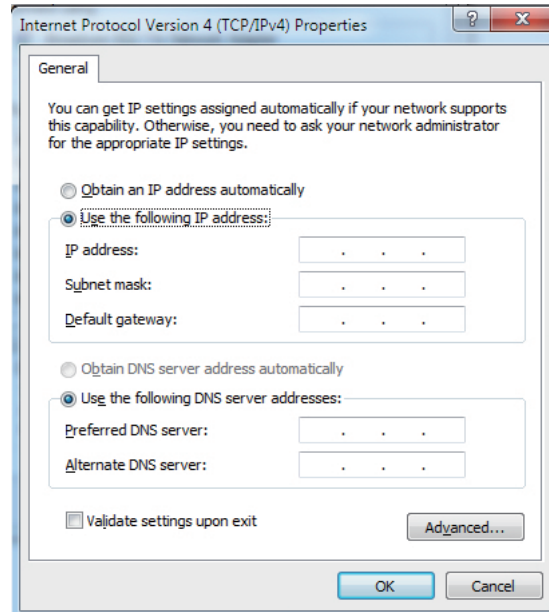 Internet Protocol Version 4 (TCP/IPv4) Properties
General
You can get IP settings assigned automatically if your network supports
this capability. Otherwise, you need to ask your network administrator
for the appropriate IP settings.
Obtain an IP address automatically
Use the following IP address:
IP address:
Subnet mask:
Default gateway:
Obtain DNS server address automatically
Use the following DNS server addresses:
Preferred DNS server:
Alternate DNS server:
Validate settings upon exit
Advanced...
OK
Cancel